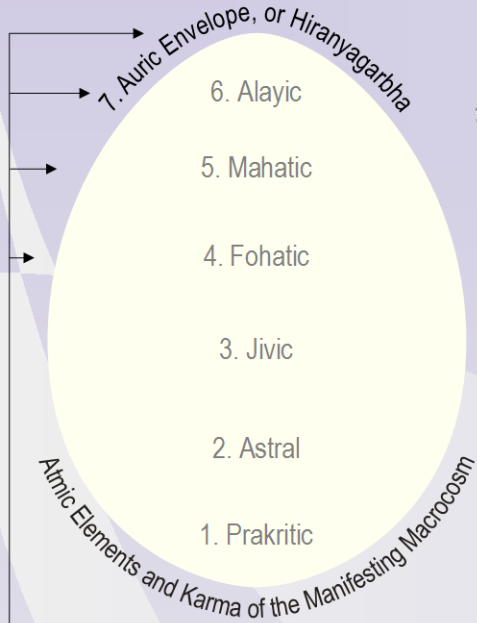 7. Auric Envelope, or Hiranyagarbha
6. Alayic
5. Mahatic
4. Fohatic
3. Jivic
2. Astral
1. Prakritic
Atmic Elements and Karma of the Manifesting Macrocosm